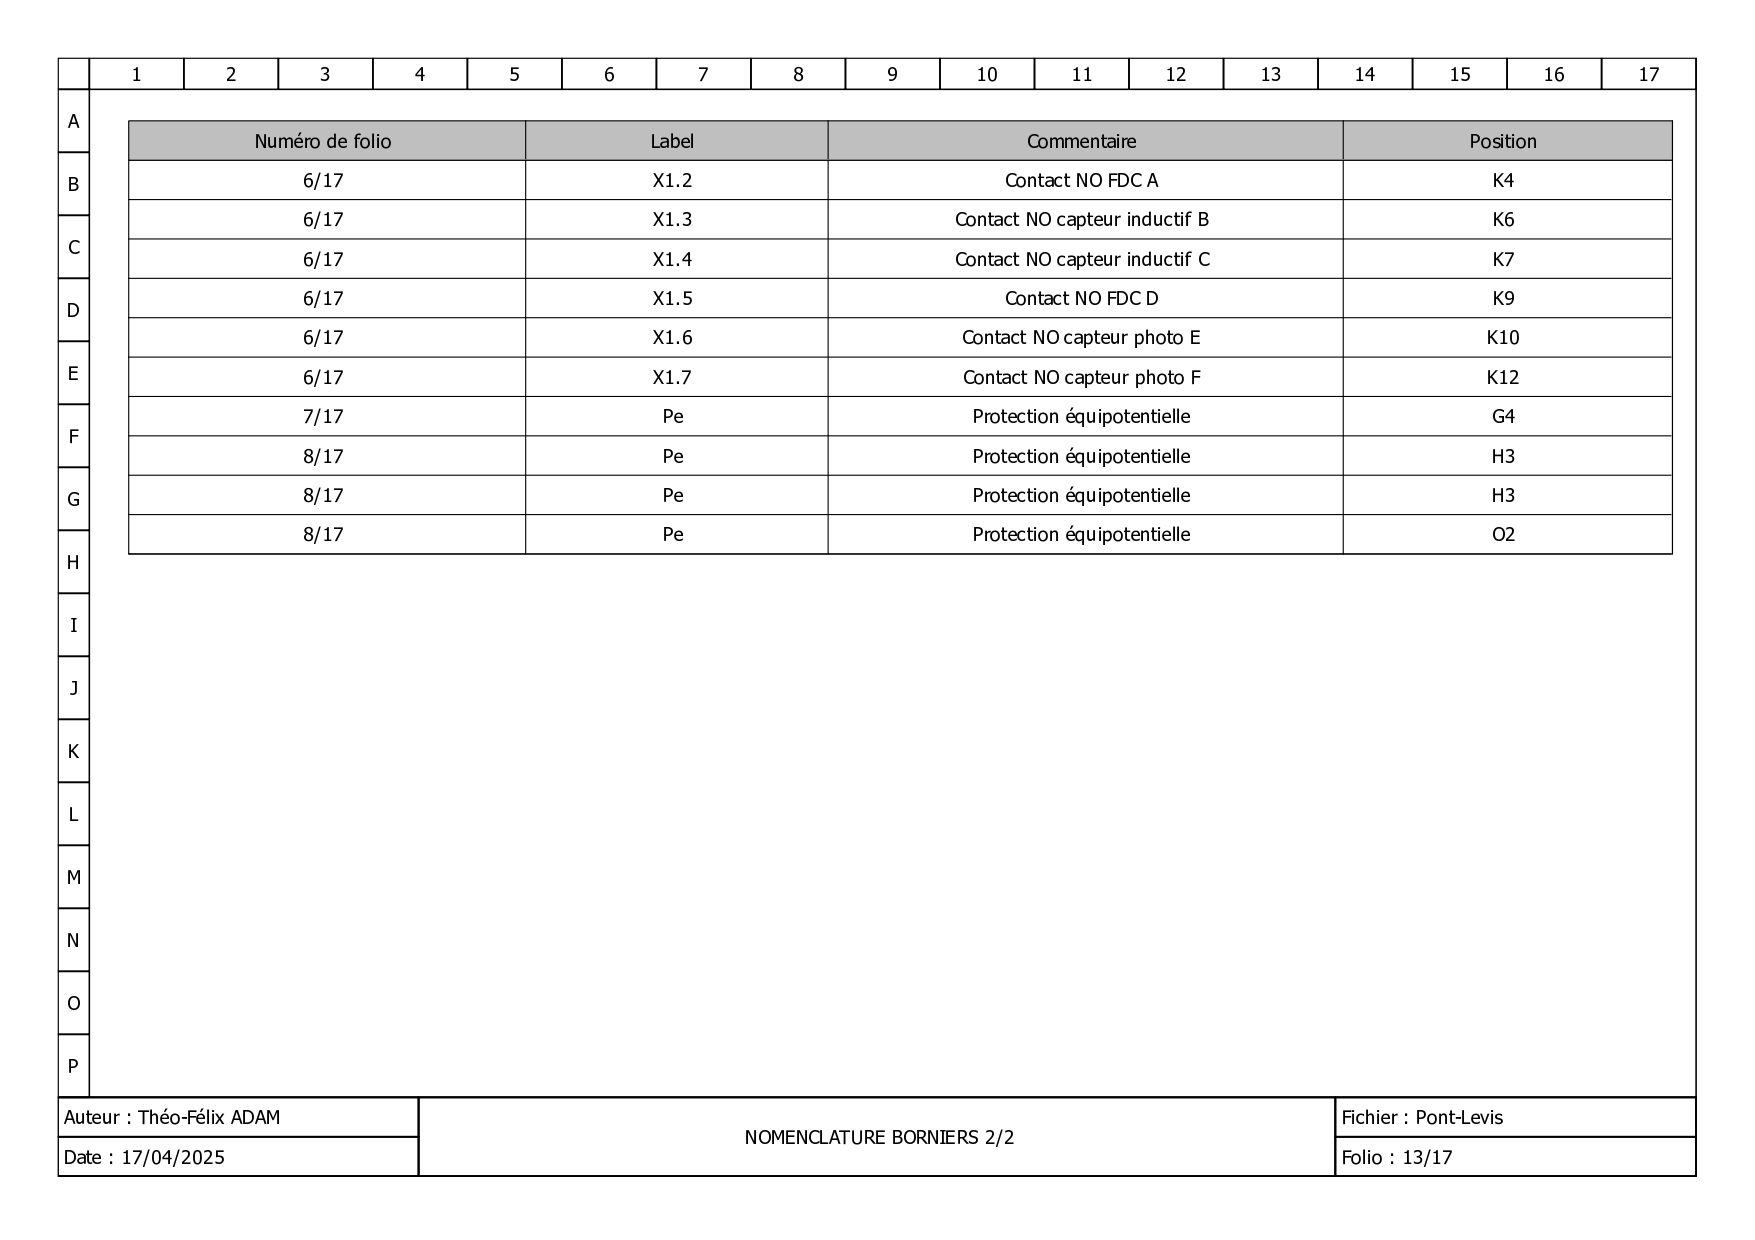 1 2 3 4 5 6 7 8 9 10 11 12 13 14 15 16 17
A
B
C
D
E
F
G
H
I
J
K
L
M
N
O
P
Numéro de folio Label Commentaire Position
6/17 X1.2 Contact NO FDC A K4
6/17 X1.3 Contact NO capteur inductif B K6
6/17 X1.4 Contact NO capteur inductif C K7
6/17 X1.5 Contact NO FDC D K9
6/17 X1.6 Contact NO capteur photo E K10
6/17 X1.7 Contact NO capteur photo F K12
7/17 Pe Protection équipotentielle G4
8/17 Pe Protection équipotentielle H3
8/17 Pe Protection équipotentielle H3
8/17 Pe Protection équipotentielle O2
Auteur : Théo-Félix ADAM
Date : 17/04/2025
NOMENCLATURE BORNIERS 2/2
Fichier : Pont-Levis
Folio : 13/17